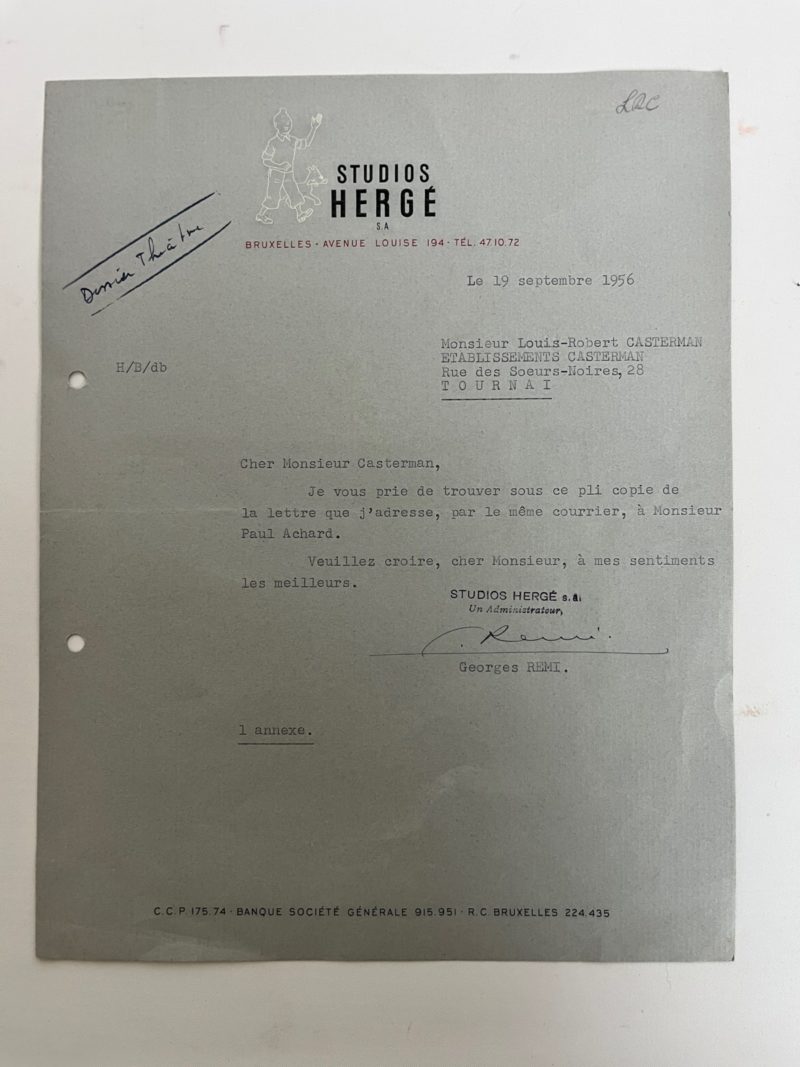 LRC
STUDIOS
HERGÉ
S.A
BRUXELLES · AVENUE LOUISE 194 · TÉL. 47.10.72
Dossier Théâtre
Le 19 septembre 1956
Monsieur Louis-Robert CASTERMAN
ETABLISSEMENTS CASTERMAN
Rue des Soeurs-Noires, 28
T O U R N A I
H/B/db
Cher Monsieur Casterman,
Je vous prie de trouver sous ce pli copie de
la lettre que j'adresse, par le même courrier, à Monsieur
Paul Achard.
Veuillez croire, cher Monsieur, à mes sentiments
les meilleurs.
STUDIOS HERGÉ s.a.
Un Administrateur,
G. Remi.
Georges REMI.
1 annexe.
C.C.P. 175.74 · BANQUE SOCIÉTÉ GÉNÉRALE 915.951 · R.C. BRUXELLES 224.435